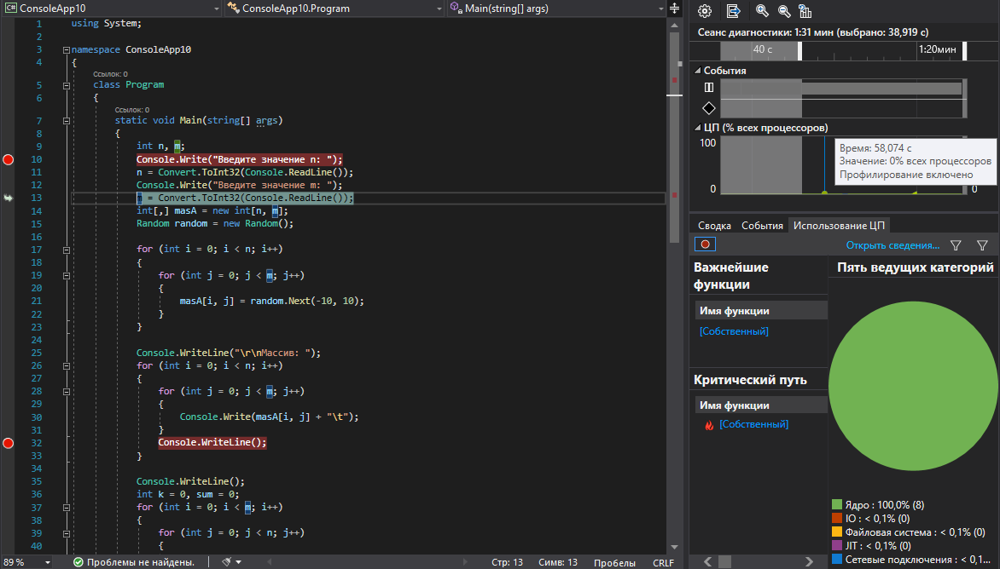 ConsoleApp10
ConsoleApp10.Program
Main(string[] args)
1 using System;
2
3 namespace ConsoleApp10
4 {
Ссылок: 0
5 class Program
6 {
Ссылок: 0
7 static void Main(string[] args)
8 {
9 int n, m;
10 Console.Write("Введите значение n: ");
11 n = Convert.ToInt32(Console.ReadLine());
12 Console.Write("Введите значение m: ");
13 = Convert.ToInt32(Console.ReadLine());
14 int[,] masA = new int[n, m];
15 Random random = new Random();
16
17 for (int i = 0; i < n; i++)
18 {
19 for (int j = 0; j < m; j++)
20 {
21 masA[i, j] = random.Next(-10, 10);
22 }
23 }
24
25 Console.WriteLine("\r\nМассив: ");
26 for (int i = 0; i < n; i++)
27 {
28 for (int j = 0; j < m; j++)
29 {
30 Console.Write(masA[i, j] + "\t");
31 }
32 Console.WriteLine();
33 }
34
35 Console.WriteLine();
36 int k = 0, sum = 0;
37 for (int i = 0; i < m; i++)
38 {
39 for (int j = 0; j < n; j++)
40 {
89 %
Проблемы не найдены.
Стр: 13
Симв: 13
Пробелы
CRLF
Сеанс диагностики: 1:31 мин (выбрано: 38,919 с)
40 с
1:20мин
События
ЦП (% всех процессоров)
100
0
0
Время: 58,074 с
Значение: 0% всех процессоров
Профилирование включено
Сводка
События
Использование ЦП
Открыть сведения...
Важнейшие
функции
Имя функции
[Собственный]
Критический путь
Имя функции
[Собственный]
Пять ведущих категорий
Ядро : 100,0% (8)
IO : < 0,1% (0)
Файловая система : < 0,1% (0)
JIT : < 0,1% (0)
Сетевые подключения : < 0,1...